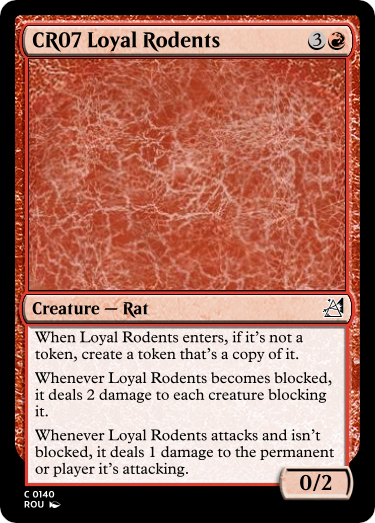 CR07 Loyal Rodents 3
Creature — Rat
When Loyal Rodents enters, if it's not a
token, create a token that's a copy of it.
Whenever Loyal Rodents becomes blocked,
it deals 2 damage to each creature blocking
it.
Whenever Loyal Rodents attacks and isn't
blocked, it deals 1 damage to the permanent
or player it's attacking.
0/2
C 0140
ROU